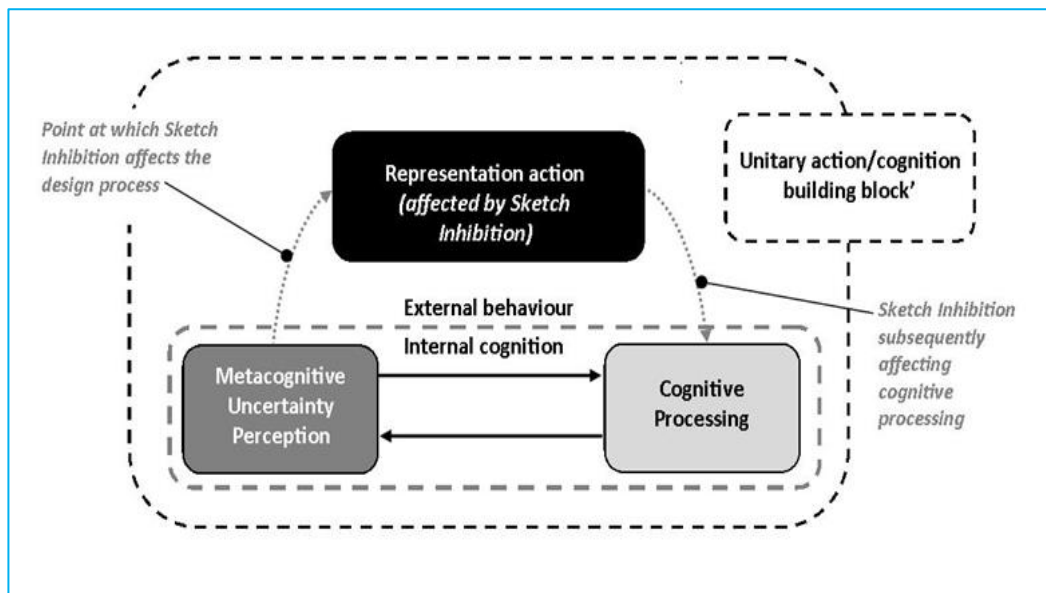 Point at which Sketch
Inhibition affects the
design process
Representation action
(affected by Sketch
Inhibition)
Unitary action/cognition
building block’
External behaviour
Internal cognition
Metacognitive
Uncertainty
Perception
Cognitive
Processing
Sketch Inhibition
subsequently
affecting
cognitive
processing